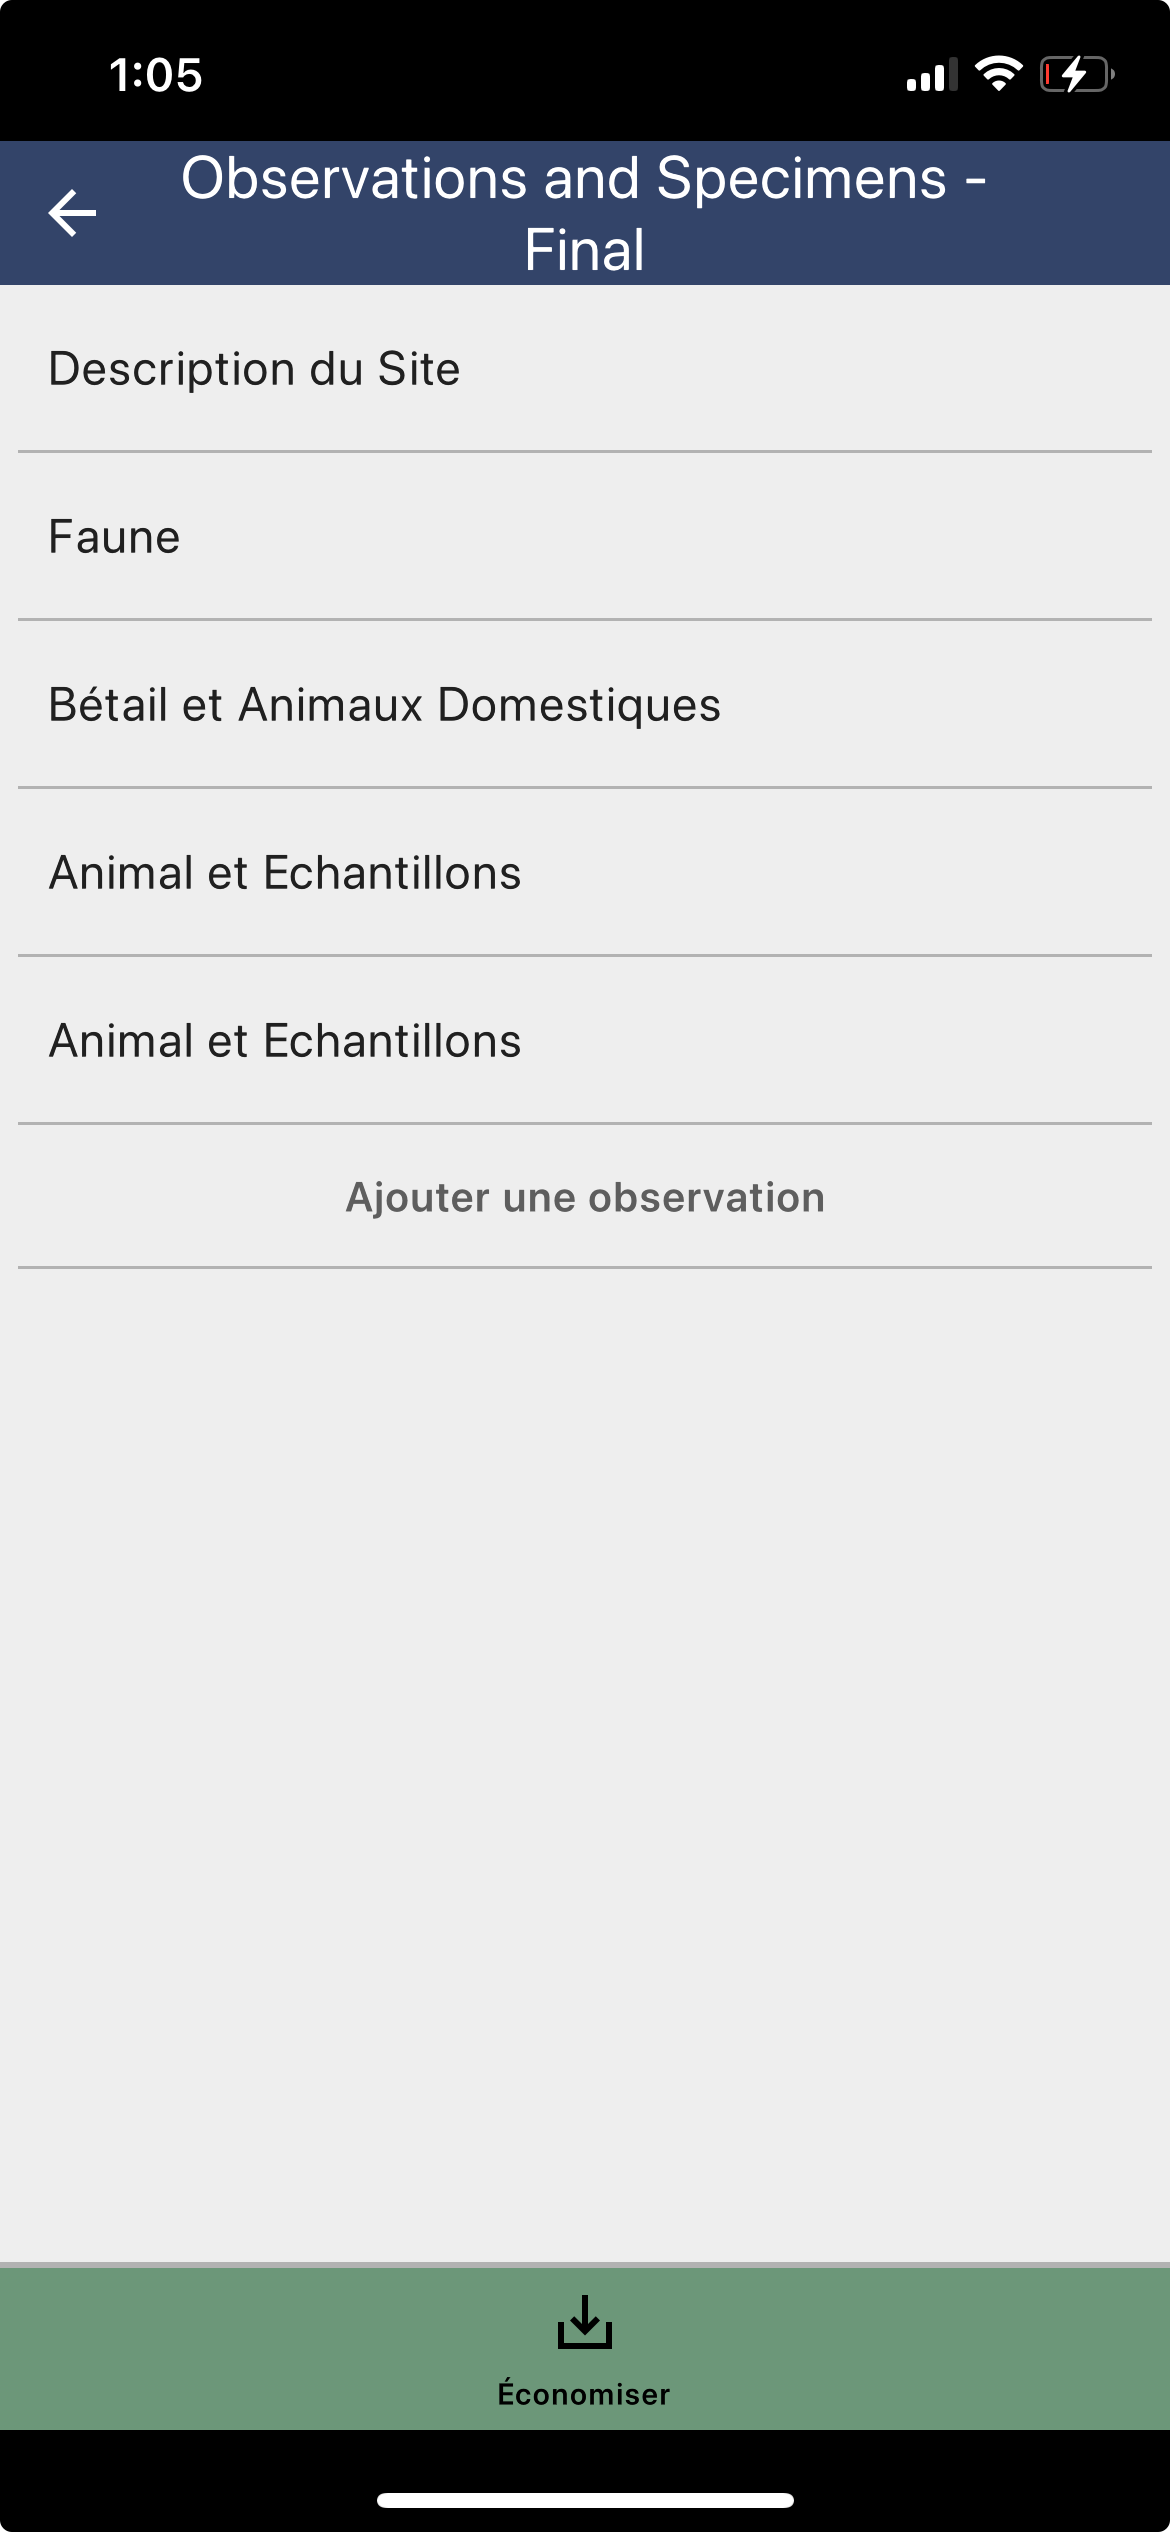 1:05
Observations and Specimens -
Final
Description du Site
Faune
Bétail et Animaux Domestiques
Animal et Echantillons
Animal et Echantillons
Ajouter une observation
Économiser